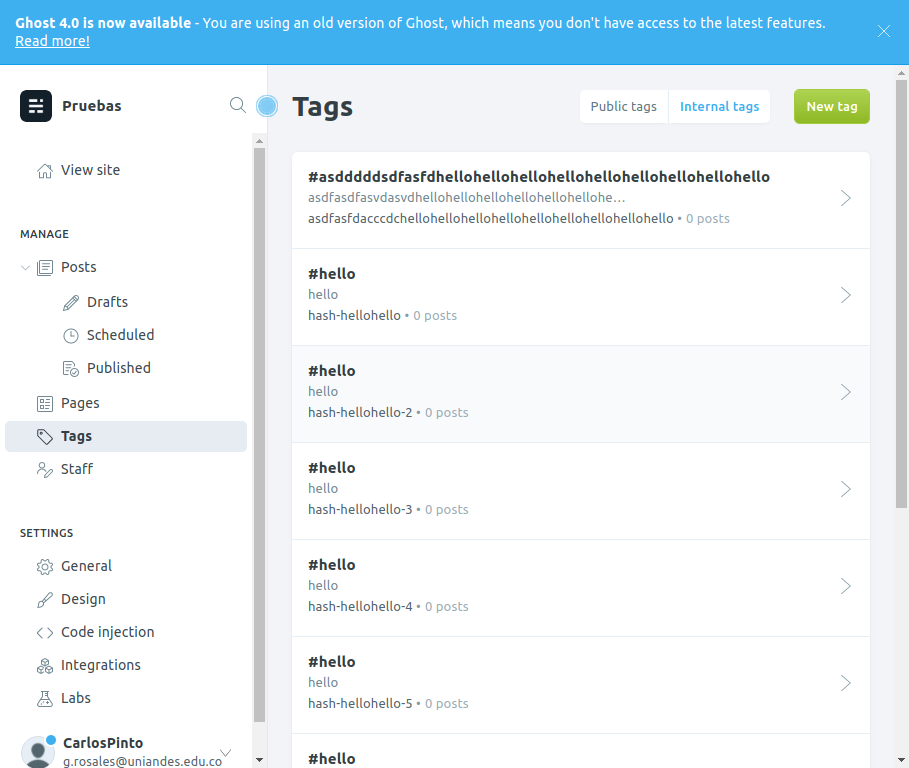 Ghost 4.0 is now available - You are using an old version of Ghost, which means you don't have access to the latest features.
Read more!
Pruebas
View site
MANAGE
Posts
Drafts
Scheduled
Published
Pages
Tags
Staff
SETTINGS
General
Design
Code injection
Integrations
Labs
CarlosPinto
g.rosales@uniandes.edu.co
Tags
Public tags
Internal tags
New tag
#asdddddsdfasfdhellohellohellohellohellohellohellohellohello
asdfasdfasvdasvdhellohellohellohellohellohellohe…
asdfasfdacccdchellohellohellohellohellohellohellohellohello • 0 posts
#hello
hello
hash-hellohello • 0 posts
#hello
hello
hash-hellohello-2 • 0 posts
#hello
hello
hash-hellohello-3 • 0 posts
#hello
hello
hash-hellohello-4 • 0 posts
#hello
hello
hash-hellohello-5 • 0 posts
#hello